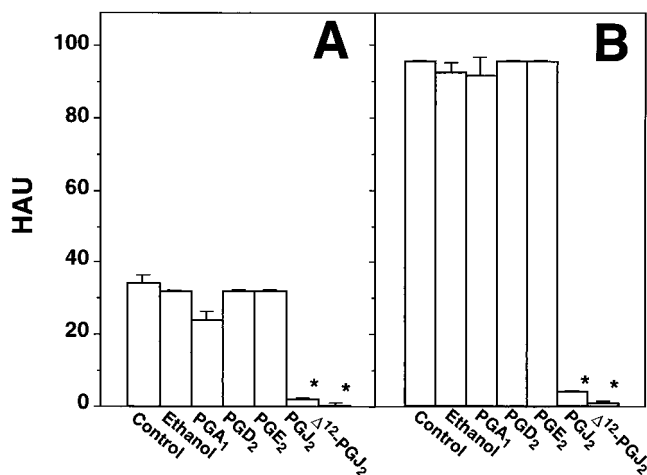 A
B
HAU
100
80
60
40
20
0
* *
* *
Control
Ethanol
PGA₁
PGD₂
PGE₂
PGJ₂
Δ¹²-PGJ₂
Control
Ethanol
PGA₁
PGD₂
PGE₂
PGJ₂
Δ¹²-PGJ₂